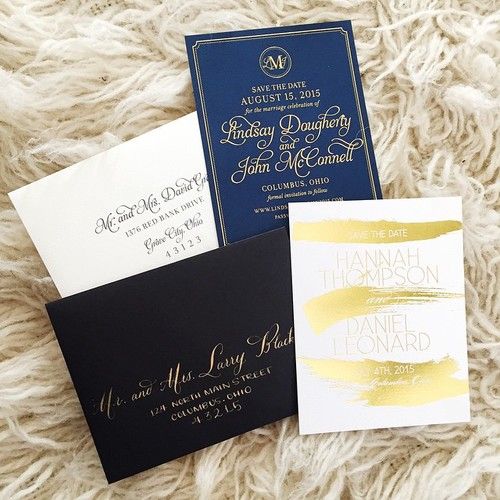 M
SAVE THE DATE
AUGUST 15, 2015
for the marriage celebration of
Lindsay Dougherty
and
John McConnell
COLUMBUS, OHIO
formal invitation to follow
Mr. and Mrs. David
1376 RED BANK DRIVE
Grove City, Ohio
43123
Mr. and Mrs. Larry Black
124 NORTH MAIN STREET
COLUMBUS, OHIO
43215
SAVE THE DATE
HANNAH
THOMPSON
and
DANIEL
LEONARD
4TH, 2015